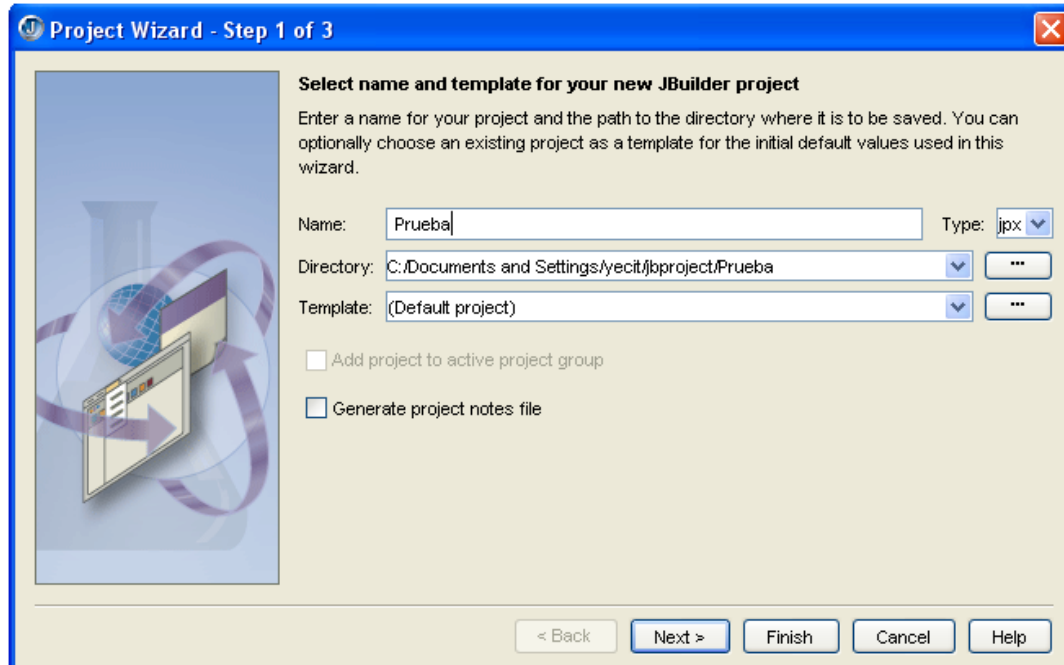 Project Wizard - Step 1 of 3
Select name and template for your new JBuilder project
Enter a name for your project and the path to the directory where it is to be saved. You can
optionally choose an existing project as a template for the initial default values used in this
wizard.
Name: Prueba Type: jpx
Directory: C:/Documents and Settings/yecit/jbproject/Prueba ...
Template: (Default project) ...
Add project to active project group
Generate project notes file
< Back Next > Finish Cancel Help